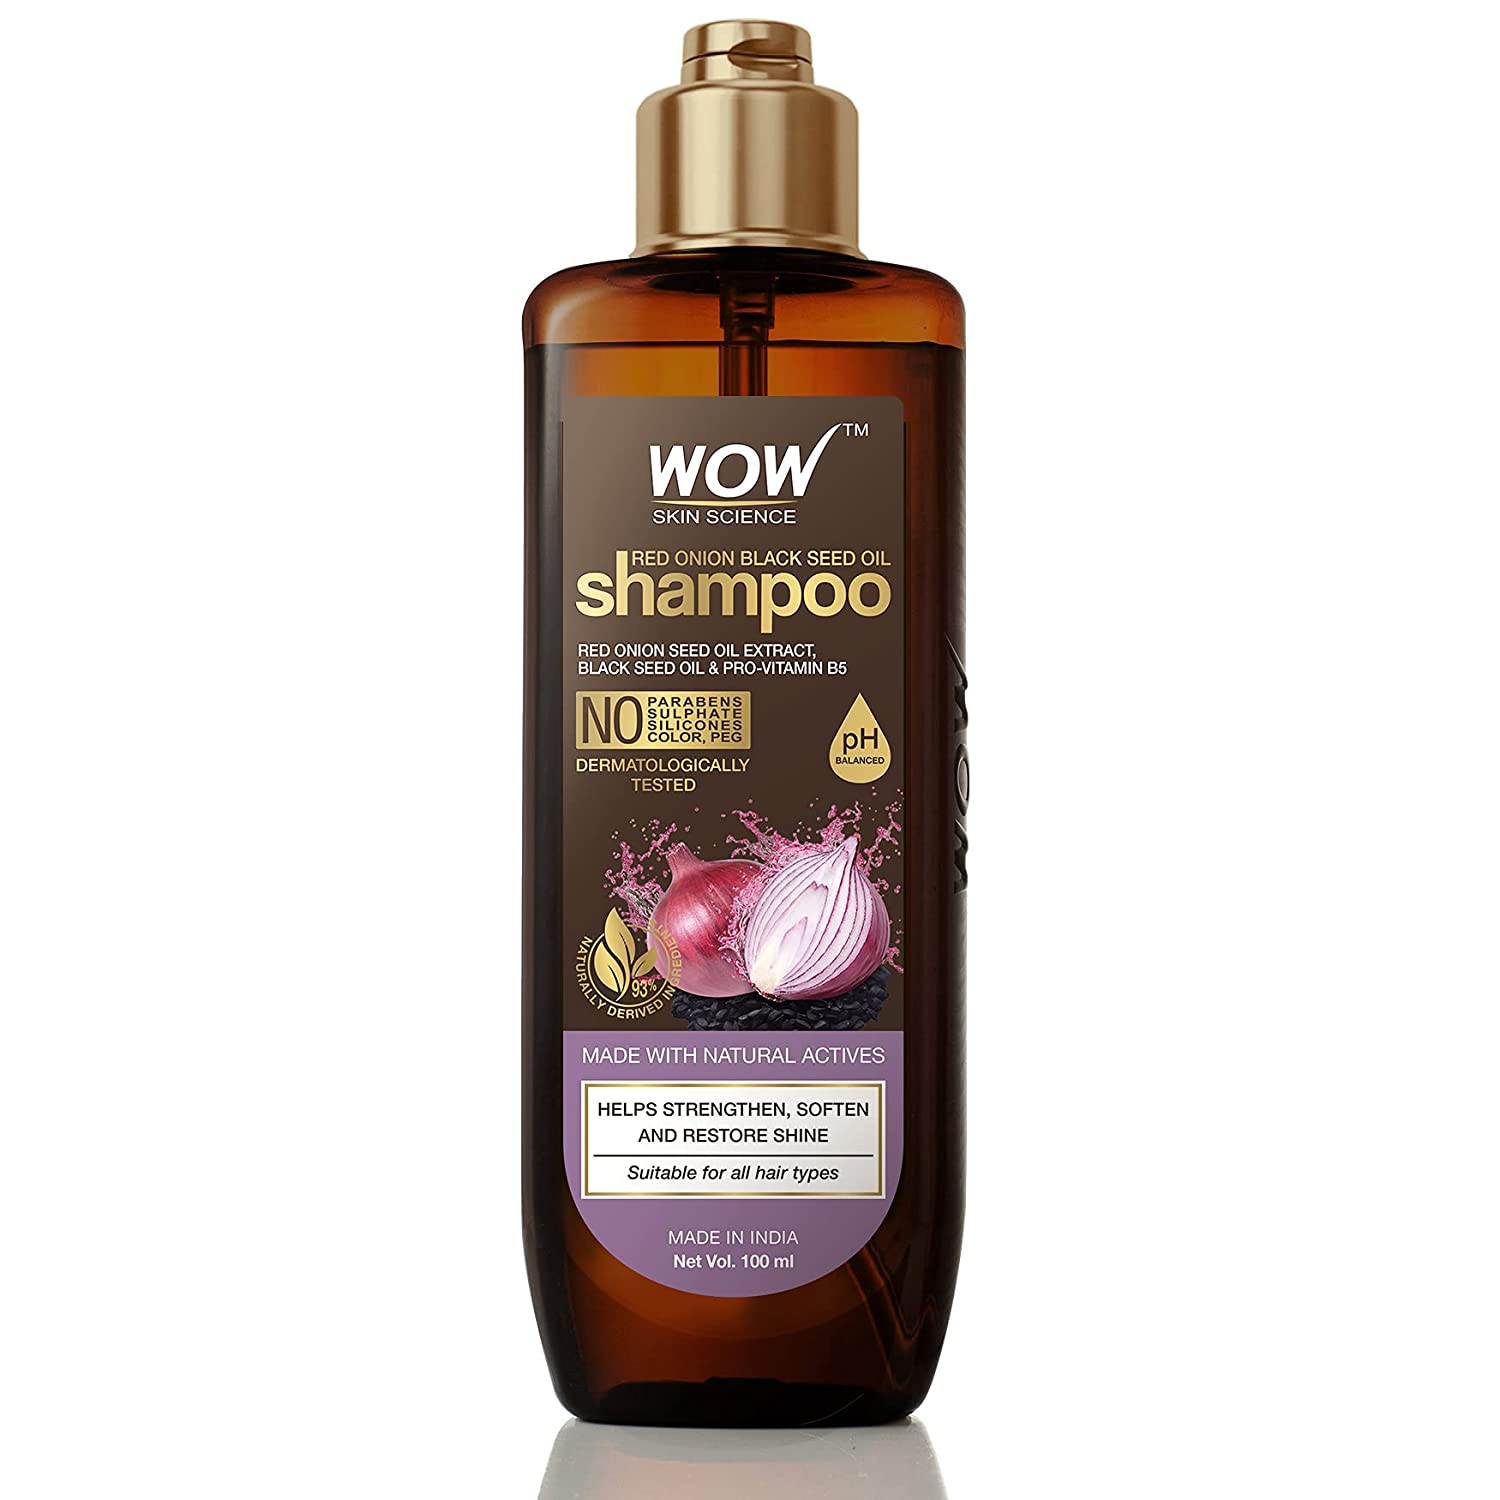 WOW™
SKIN SCIENCE
RED ONION BLACK SEED OIL
shampoo
RED ONION SEED OIL EXTRACT,
BLACK SEED OIL & PRO-VITAMIN B5
NO PARABENS
SULPHATE
SILICONES
COLOR, PEG
pH
BALANCED
DERMATOLOGICALLY
TESTED
93%
NATURALLY DERIVED INGREDIENTS
MADE WITH NATURAL ACTIVES
HELPS STRENGTHEN, SOFTEN
AND RESTORE SHINE
Suitable for all hair types
MADE IN INDIA
Net Vol. 100 ml
WOW